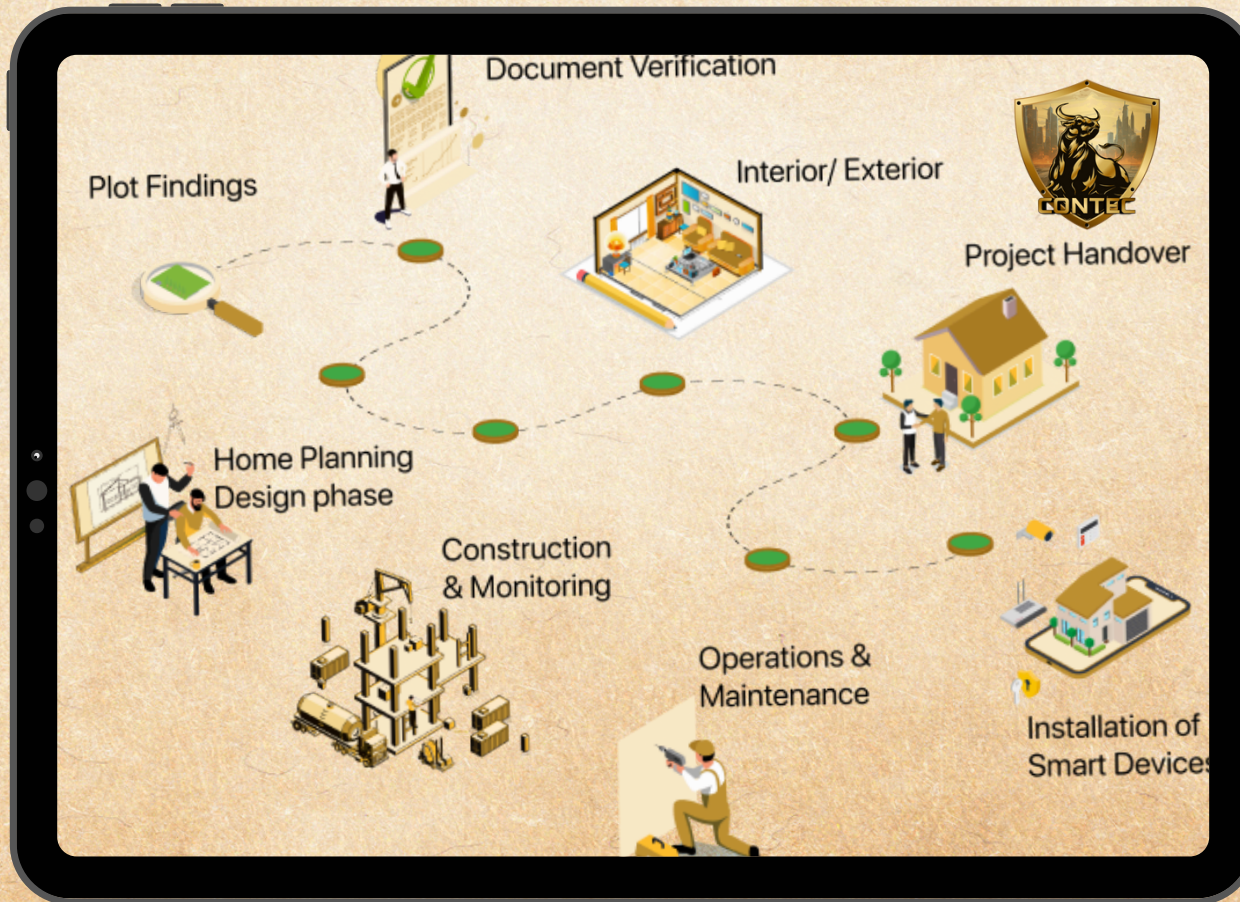 Document Verification
Plot Findings
Interior/ Exterior
CONTEC
Project Handover
Home Planning
Design phase
Construction
& Monitoring
Operations &
Maintenance
Installation of
Smart Devices